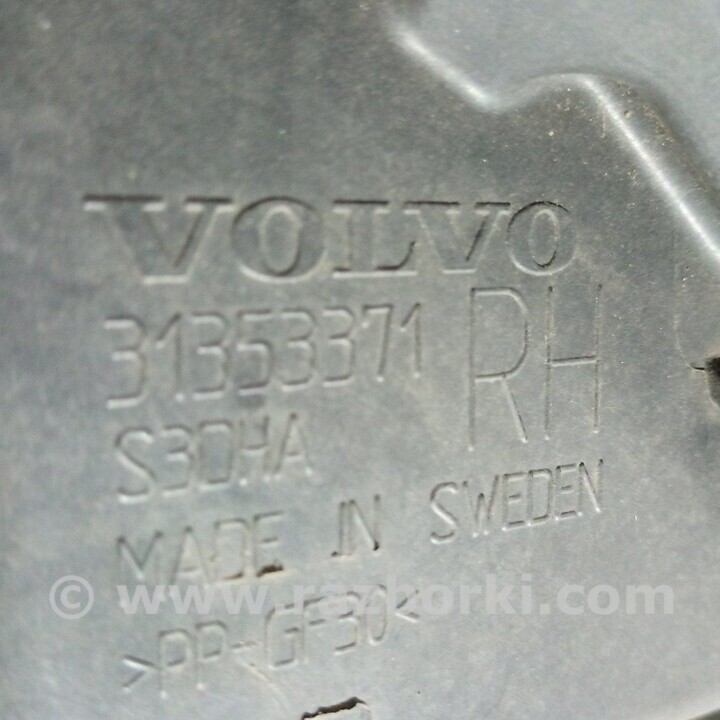 VOLVO
31353371 RH
S30HA
MADE IN SWEDEN
© www.razborki.com
>PP-GF30<